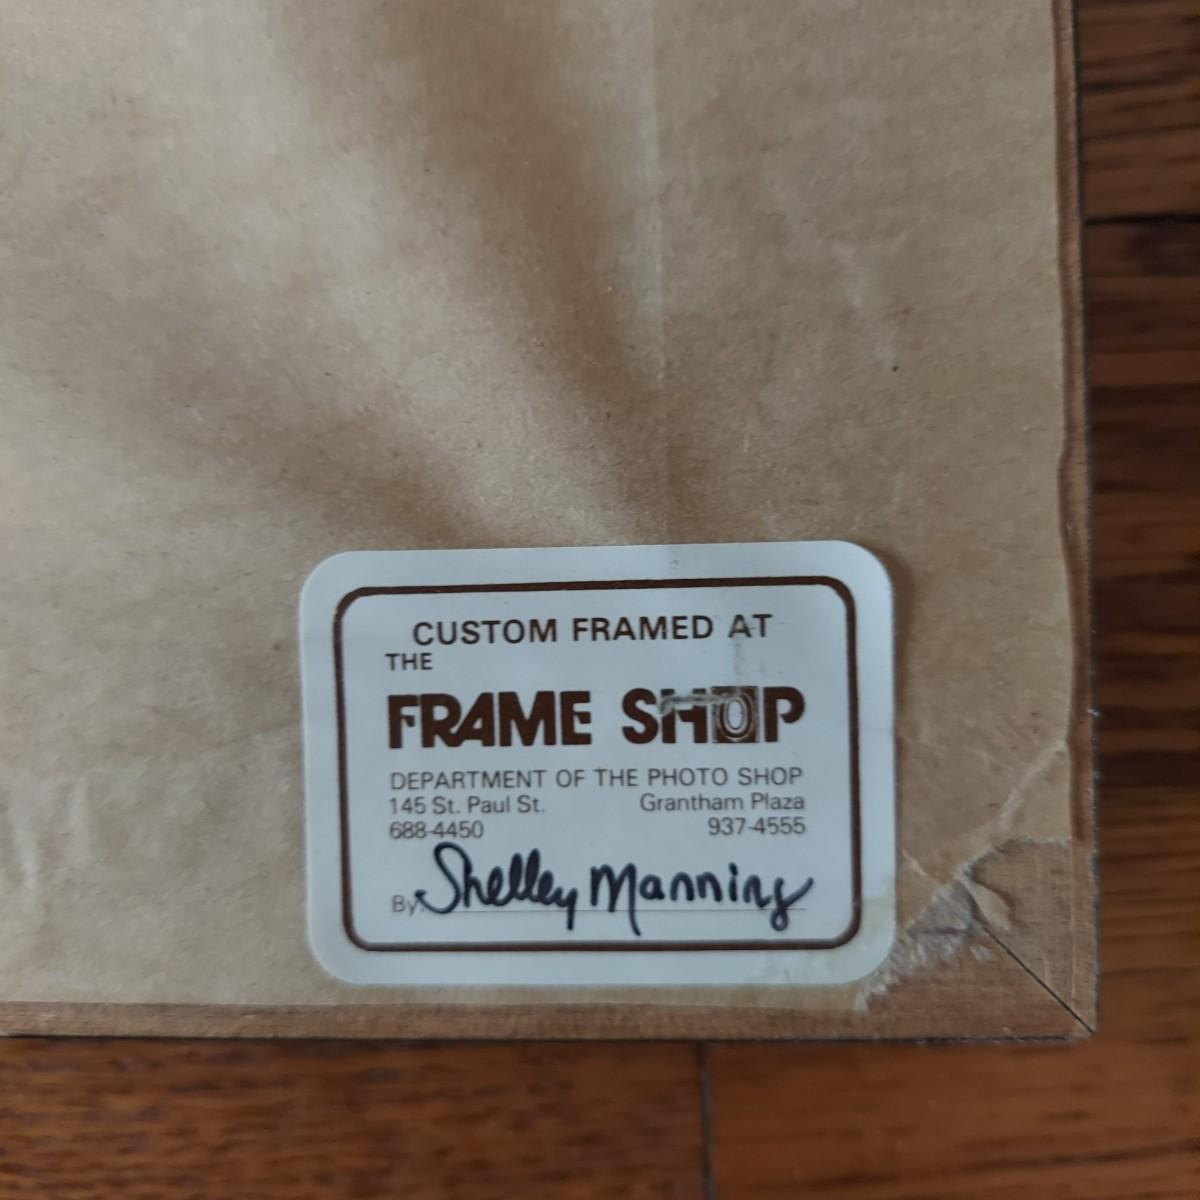 CUSTOM FRAMED AT
THE
FRAME SHOP
DEPARTMENT OF THE PHOTO SHOP
145 St. Paul St. Grantham Plaza
688-4450 937-4555
By: Shelley Manning